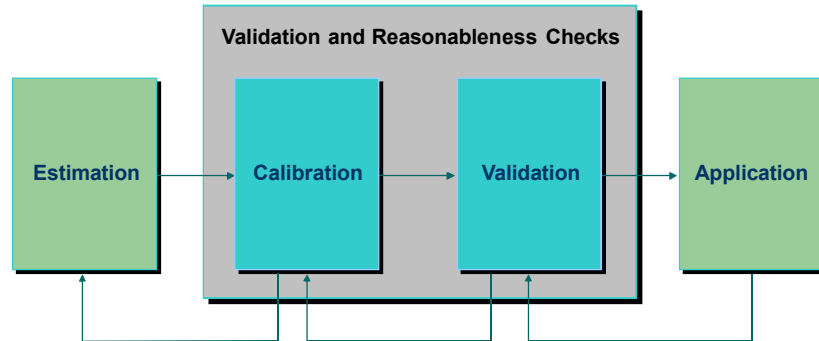 Validation and Reasonableness Checks
Estimation
Calibration
Validation
Application